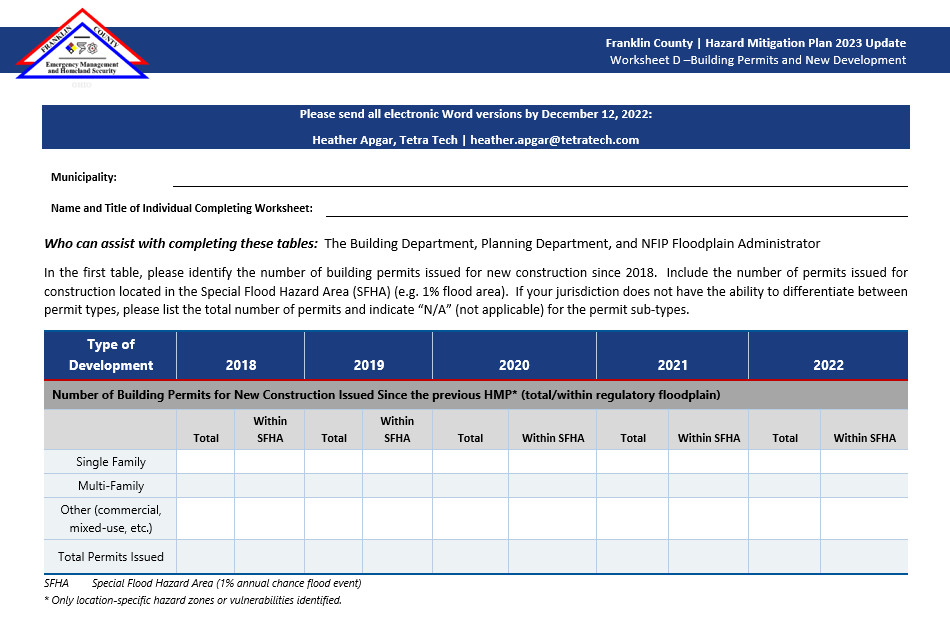 FRANKLIN COUNTY
Emergency Management
and Homeland Security
OHIO
Franklin County | Hazard Mitigation Plan 2023 Update
Worksheet D –Building Permits and New Development
Please send all electronic Word versions by December 12, 2022:
Heather Apgar, Tetra Tech | heather.apgar@tetratech.com
Municipality:
Name and Title of Individual Completing Worksheet:
Who can assist with completing these tables: The Building Department, Planning Department, and NFIP Floodplain Administrator
In the first table, please identify the number of building permits issued for new construction since 2018. Include the number of permits issued for
construction located in the Special Flood Hazard Area (SFHA) (e.g. 1% flood area). If your jurisdiction does not have the ability to differentiate between
permit types, please list the total number of permits and indicate “N/A” (not applicable) for the permit sub-types.
Type of
Development 2018 2019 2020 2021 2022
Number of Building Permits for New Construction Issued Since the previous HMP* (total/within regulatory floodplain)
Within Within
Total SFHA Total SFHA Total Within SFHA Total Within SFHA Total Within SFHA
Single Family
Multi-Family
Other (commercial,
mixed-use, etc.)
Total Permits Issued
SFHA Special Flood Hazard Area (1% annual chance flood event)
* Only location-specific hazard zones or vulnerabilities identified.